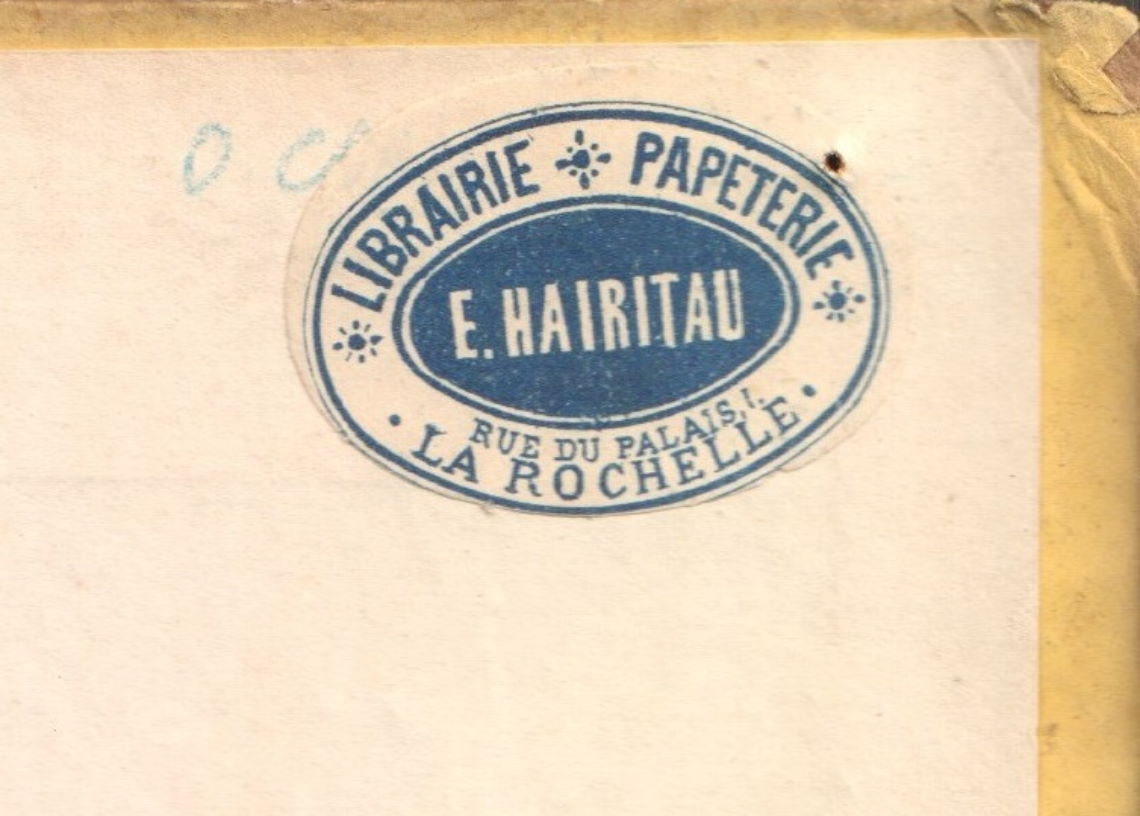 LIBRAIRIE PAPETERIE
E. HAIRITAU
RUE DU PALAIS, 1.
LA ROCHELLE